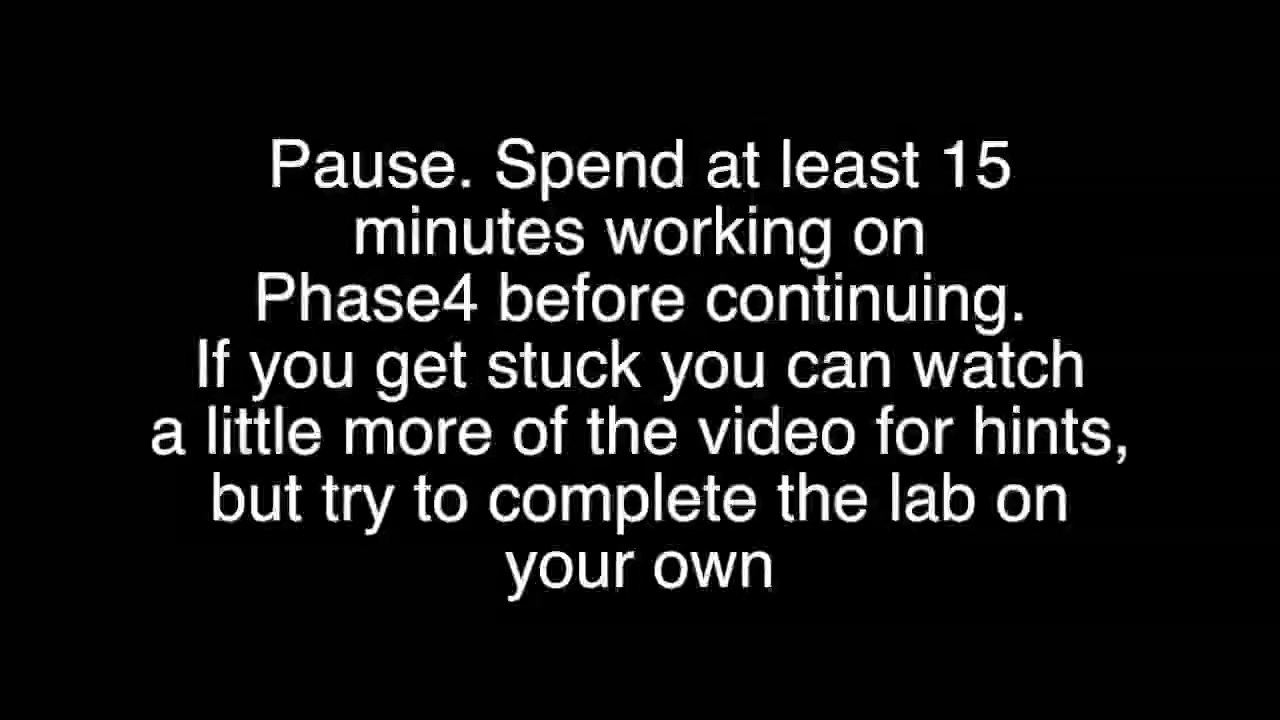 Pause. Spend at least 15
minutes working on
Phase4 before continuing.
If you get stuck you can watch
a little more of the video for hints,
but try to complete the lab on
your own